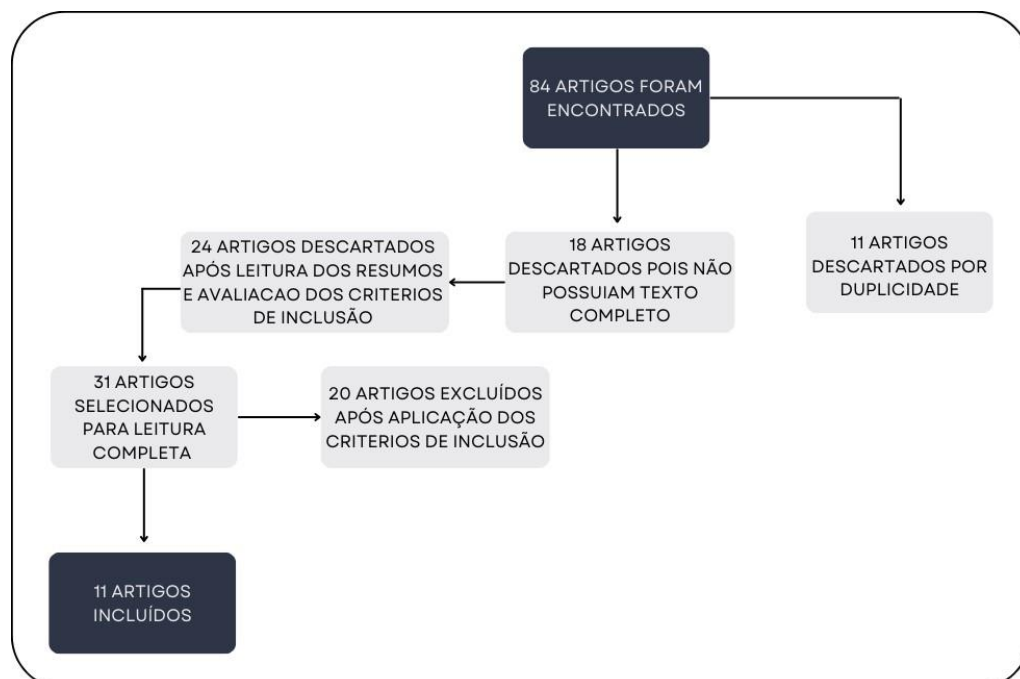 84 ARTIGOS FORAM
ENCONTRADOS
24 ARTIGOS DESCARTADOS
APÓS LEITURA DOS RESUMOS
E AVALIACAO DOS CRITERIOS
DE INCLUSÃO
18 ARTIGOS
DESCARTADOS POIS NÃO
POSSUIAM TEXTO
COMPLETO
11 ARTIGOS
DESCARTADOS POR
DUPLICIDADE
31 ARTIGOS
SELECIONADOS
PARA LEITURA
COMPLETA
20 ARTIGOS EXCLUÍDOS
APÓS APLICAÇÃO DOS
CRITERIOS DE INCLUSÃO
11 ARTIGOS
INCLUÍDOS